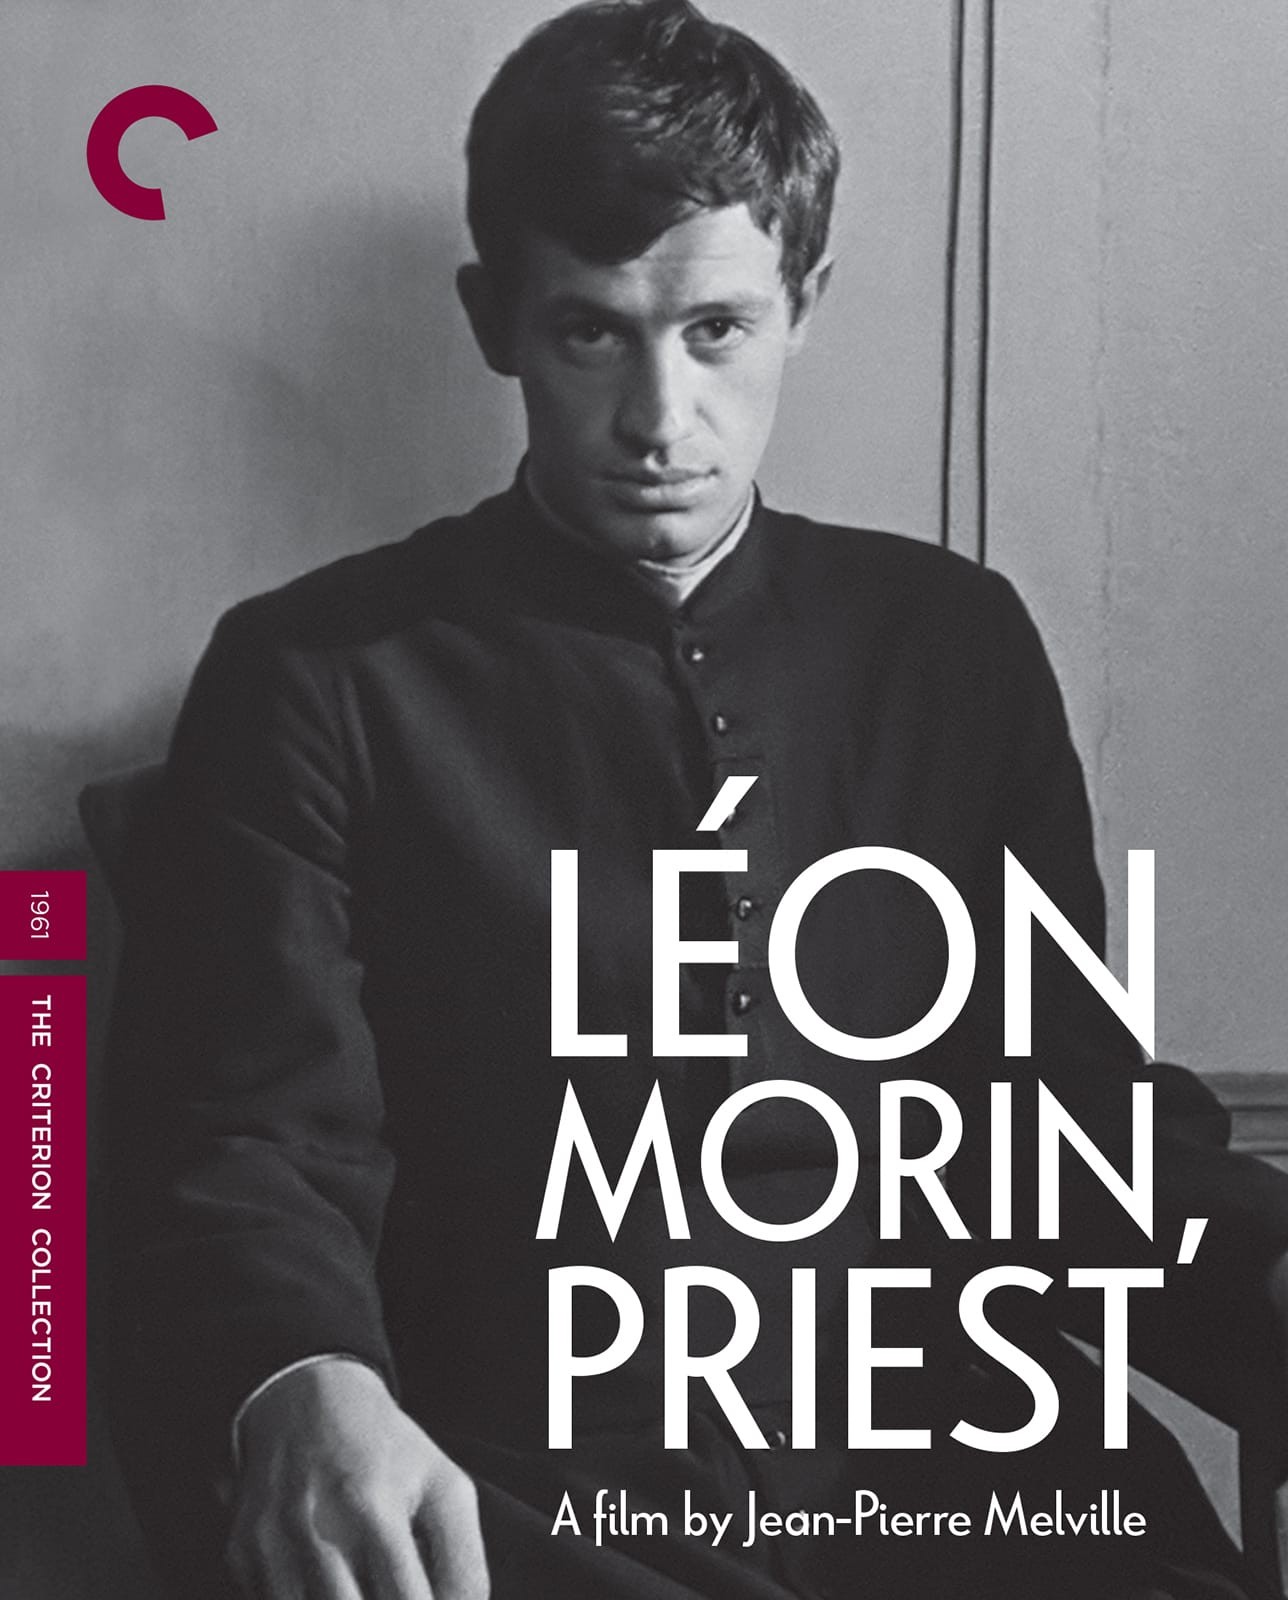 1961
THE CRITERION COLLECTION
LÉON
MORIN,
PRIEST
A film by Jean-Pierre Melville